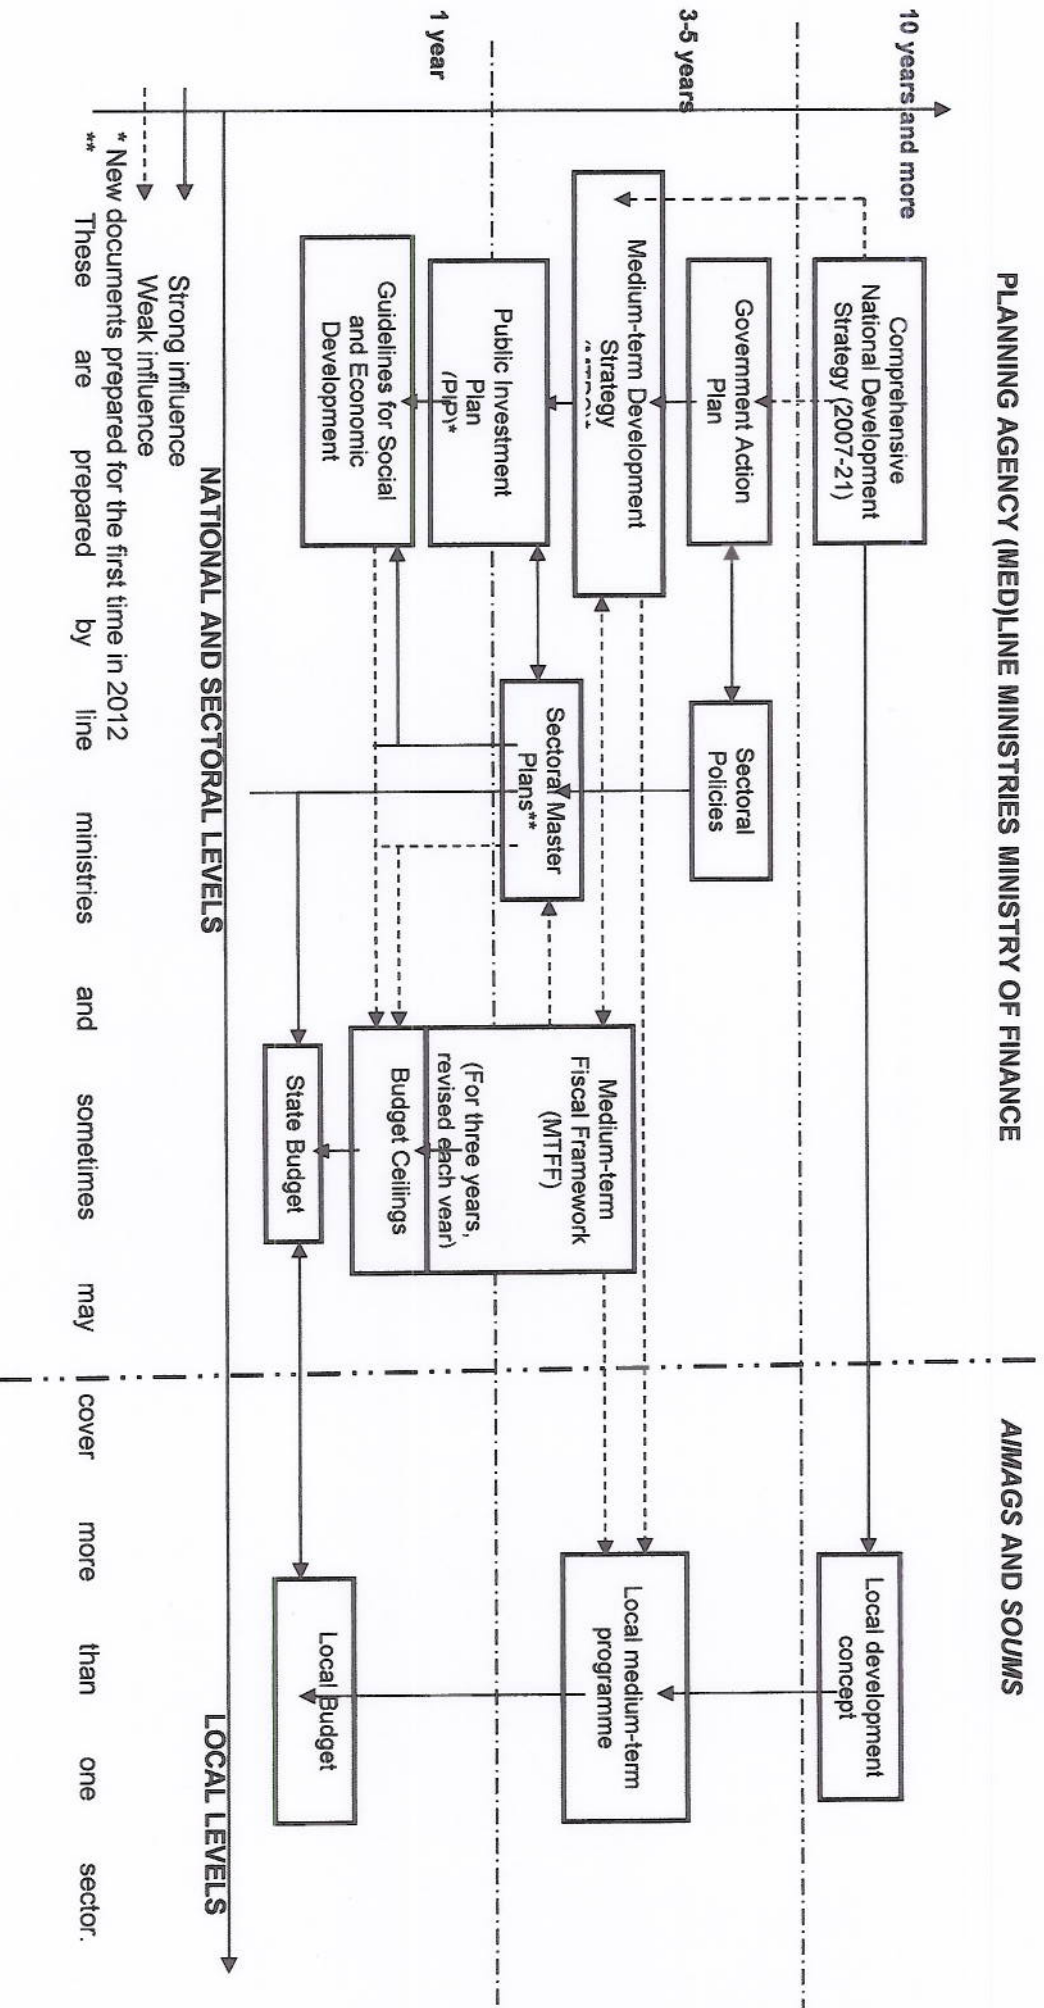 PLANNING AGENCY (MED)LINE MINISTRIES MINISTRY OF FINANCE
AIMAGS AND SOUMS
10 years and more
3-5 years
1 year
Comprehensive
National Development
Strategy (2007-21)
Government Action
Plan
Medium-term Development
Strategy
Public Investment
Plan
(PIP)*
Guidelines for Social
and Economic
Development
Sectoral
Policies
Sectoral Master
Plans**
Medium-term
Fiscal Framework
(MTFF)
(For three years,
revised each year)
Budget Ceilings
State Budget
Local development
concept
Local medium-term
programme
Local Budget
NATIONAL AND SECTORAL LEVELS
LOCAL LEVELS
Strong influence
Weak influence
* New documents prepared for the first time in 2012
** These are prepared by line ministries and sometimes may cover more than one sector.